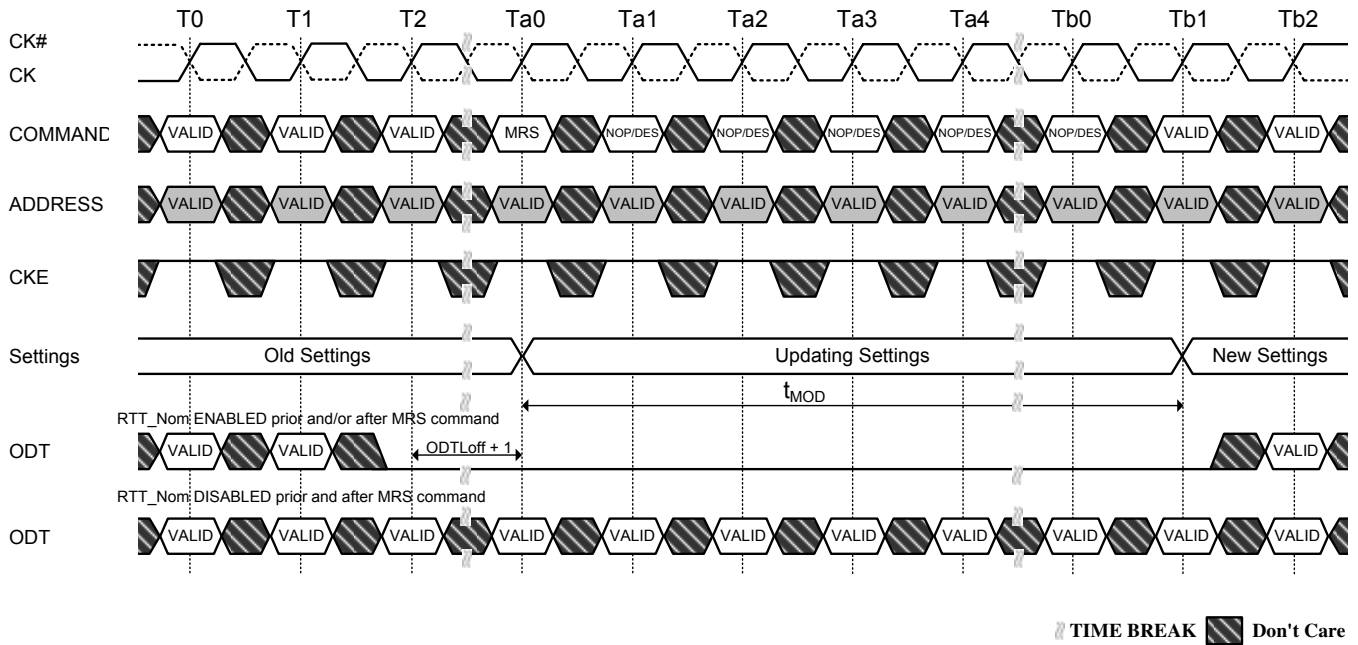 T0 T1 T2 Ta0 Ta1 Ta2 Ta3 Ta4 Tb0 Tb1 Tb2
CK#
CK
COMMAND VALID VALID VALID MRS NOP/DES NOP/DES NOP/DES NOP/DES NOP/DES VALID VALID
ADDRESS VALID VALID VALID VALID VALID VALID VALID VALID VALID VALID VALID
CKE
Settings Old Settings Updating Settings New Settings
tMOD
RTT_Nom ENABLED prior and/or after MRS command
ODT VALID VALID ODTLoff + 1 VALID
RTT_Nom DISABLED prior and after MRS command
ODT VALID VALID VALID VALID VALID VALID VALID VALID VALID VALID VALID
TIME BREAK Don't Care